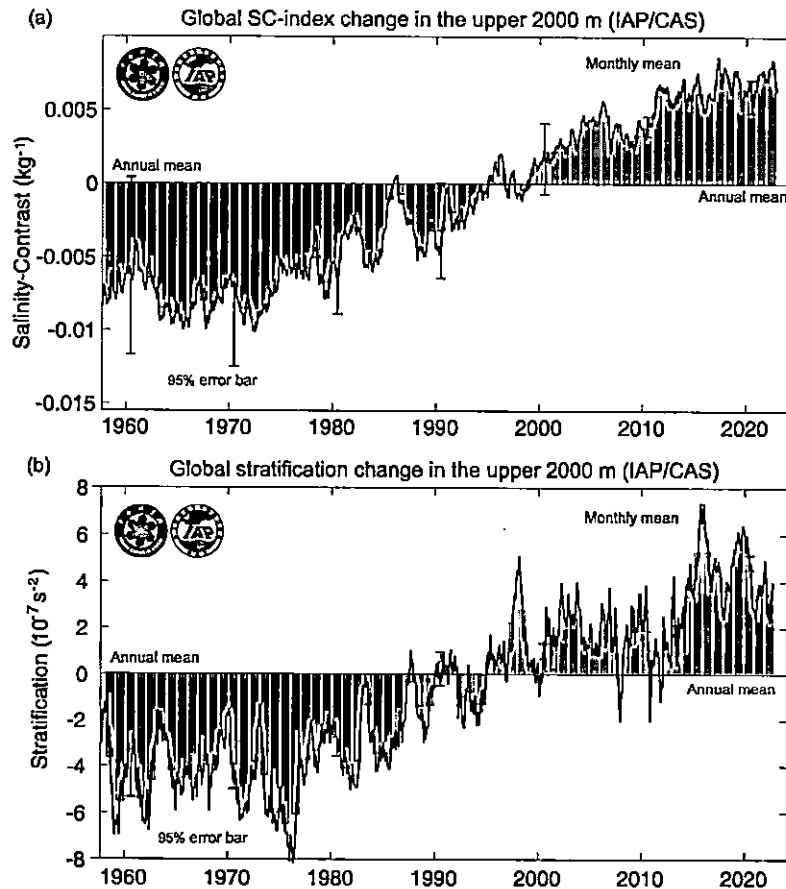 (a) Global SC-index change in the upper 2000 m (IAP/CAS)
Salinity-Contrast (kg⁻¹)
0.005
0
-0.005
-0.01
-0.015
Monthly mean
Annual mean
Annual mean
95% error bar
1960 1970 1980 1990 2000 2010 2020
(b) Global stratification change in the upper 2000 m (IAP/CAS)
Stratification (10⁻⁷ s⁻²)
8
6
4
2
0
-2
-4
-6
-8
Monthly mean
Annual mean
Annual mean
95% error bar
1960 1970 1980 1990 2000 2010 2020
IAP
IAP